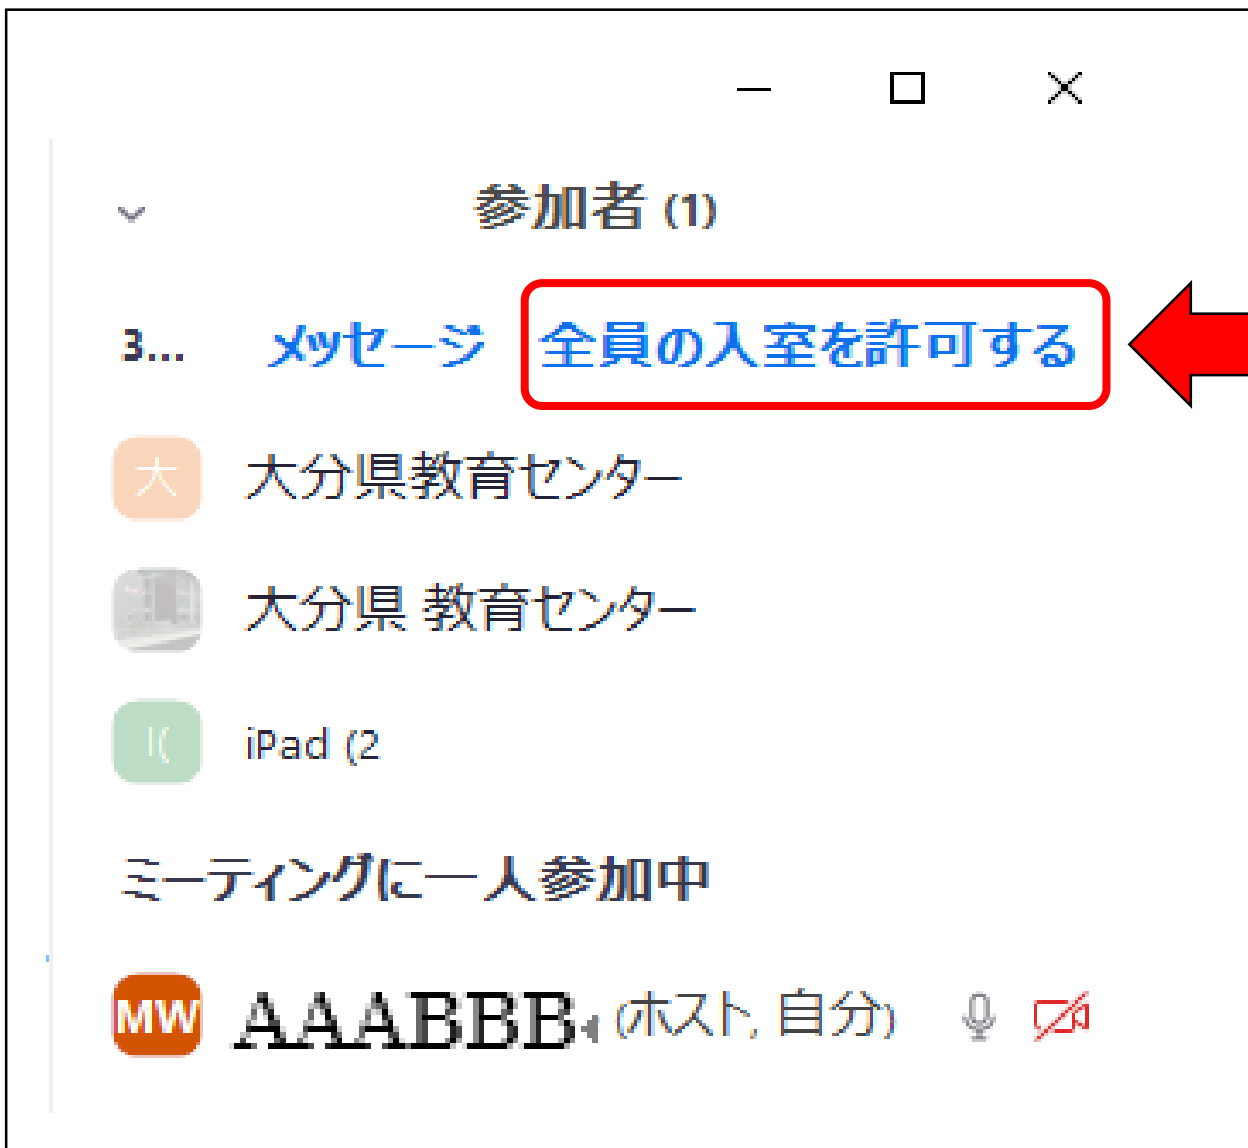 参加者 (1)
3... メッセージ 全員の入室を許可する
大 大分県教育センター
大分県 教育センター
I( iPad (2
ミーティングに一人参加中
MW AAABBB (ホスト, 自分)